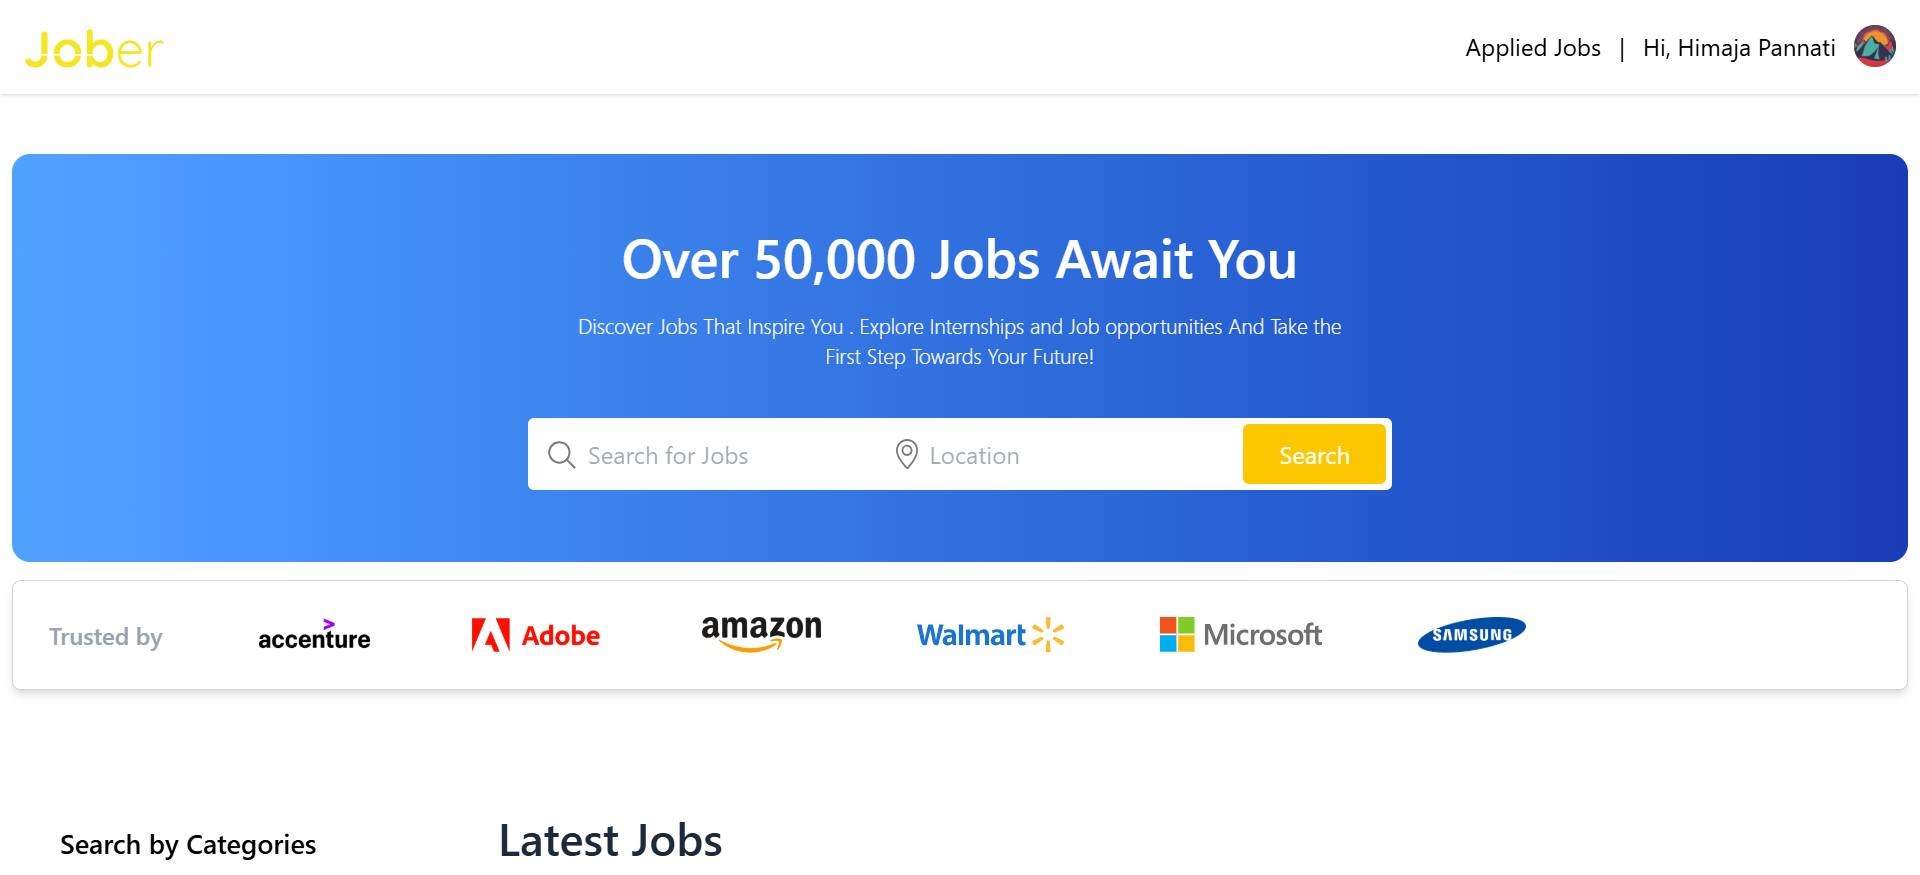 Jober
Applied Jobs | Hi, Himaja Pannati
Over 50,000 Jobs Await You
Discover Jobs That Inspire You . Explore Internships and Job opportunities And Take the
First Step Towards Your Future!
Search for Jobs
Location
Search
Trusted by
accenture
Adobe
amazon
Walmart
Microsoft
SAMSUNG
Search by Categories
Latest Jobs